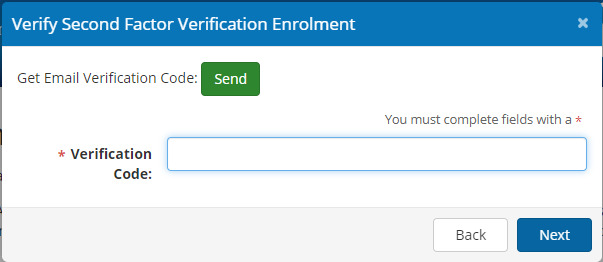 Verify Second Factor Verification Enrolment ×
Get Email Verification Code: Send
You must complete fields with a *
* Verification
Code:
Back Next